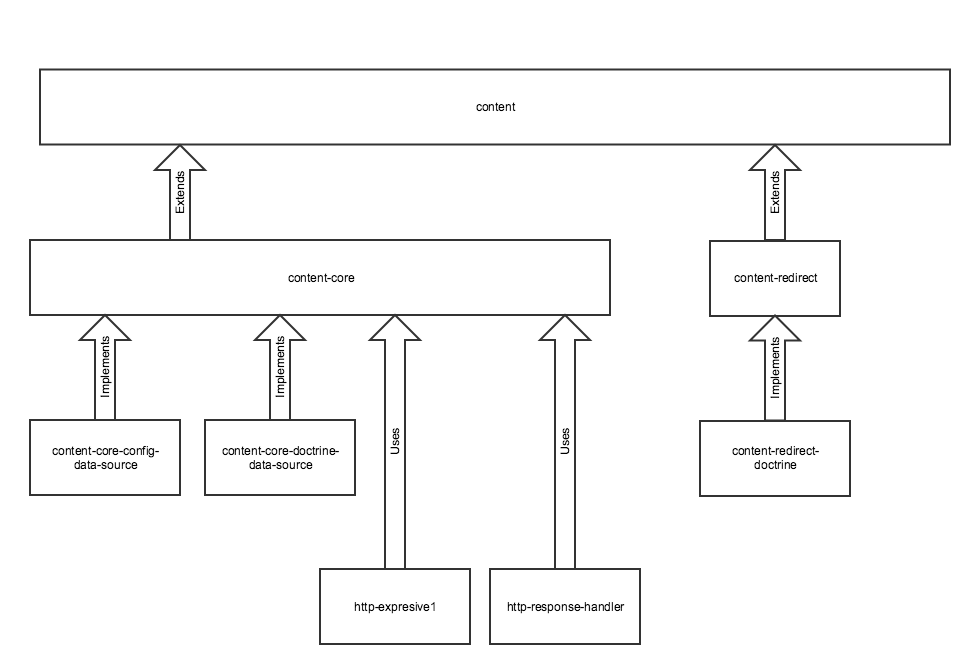 content
Extends
Extends
content-core
content-redirect
Implements
Implements
Implements
Uses
Uses
content-core-config-
data-source
content-core-doctrine-
data-source
content-redirect-
doctrine
http-expresive1
http-response-handler